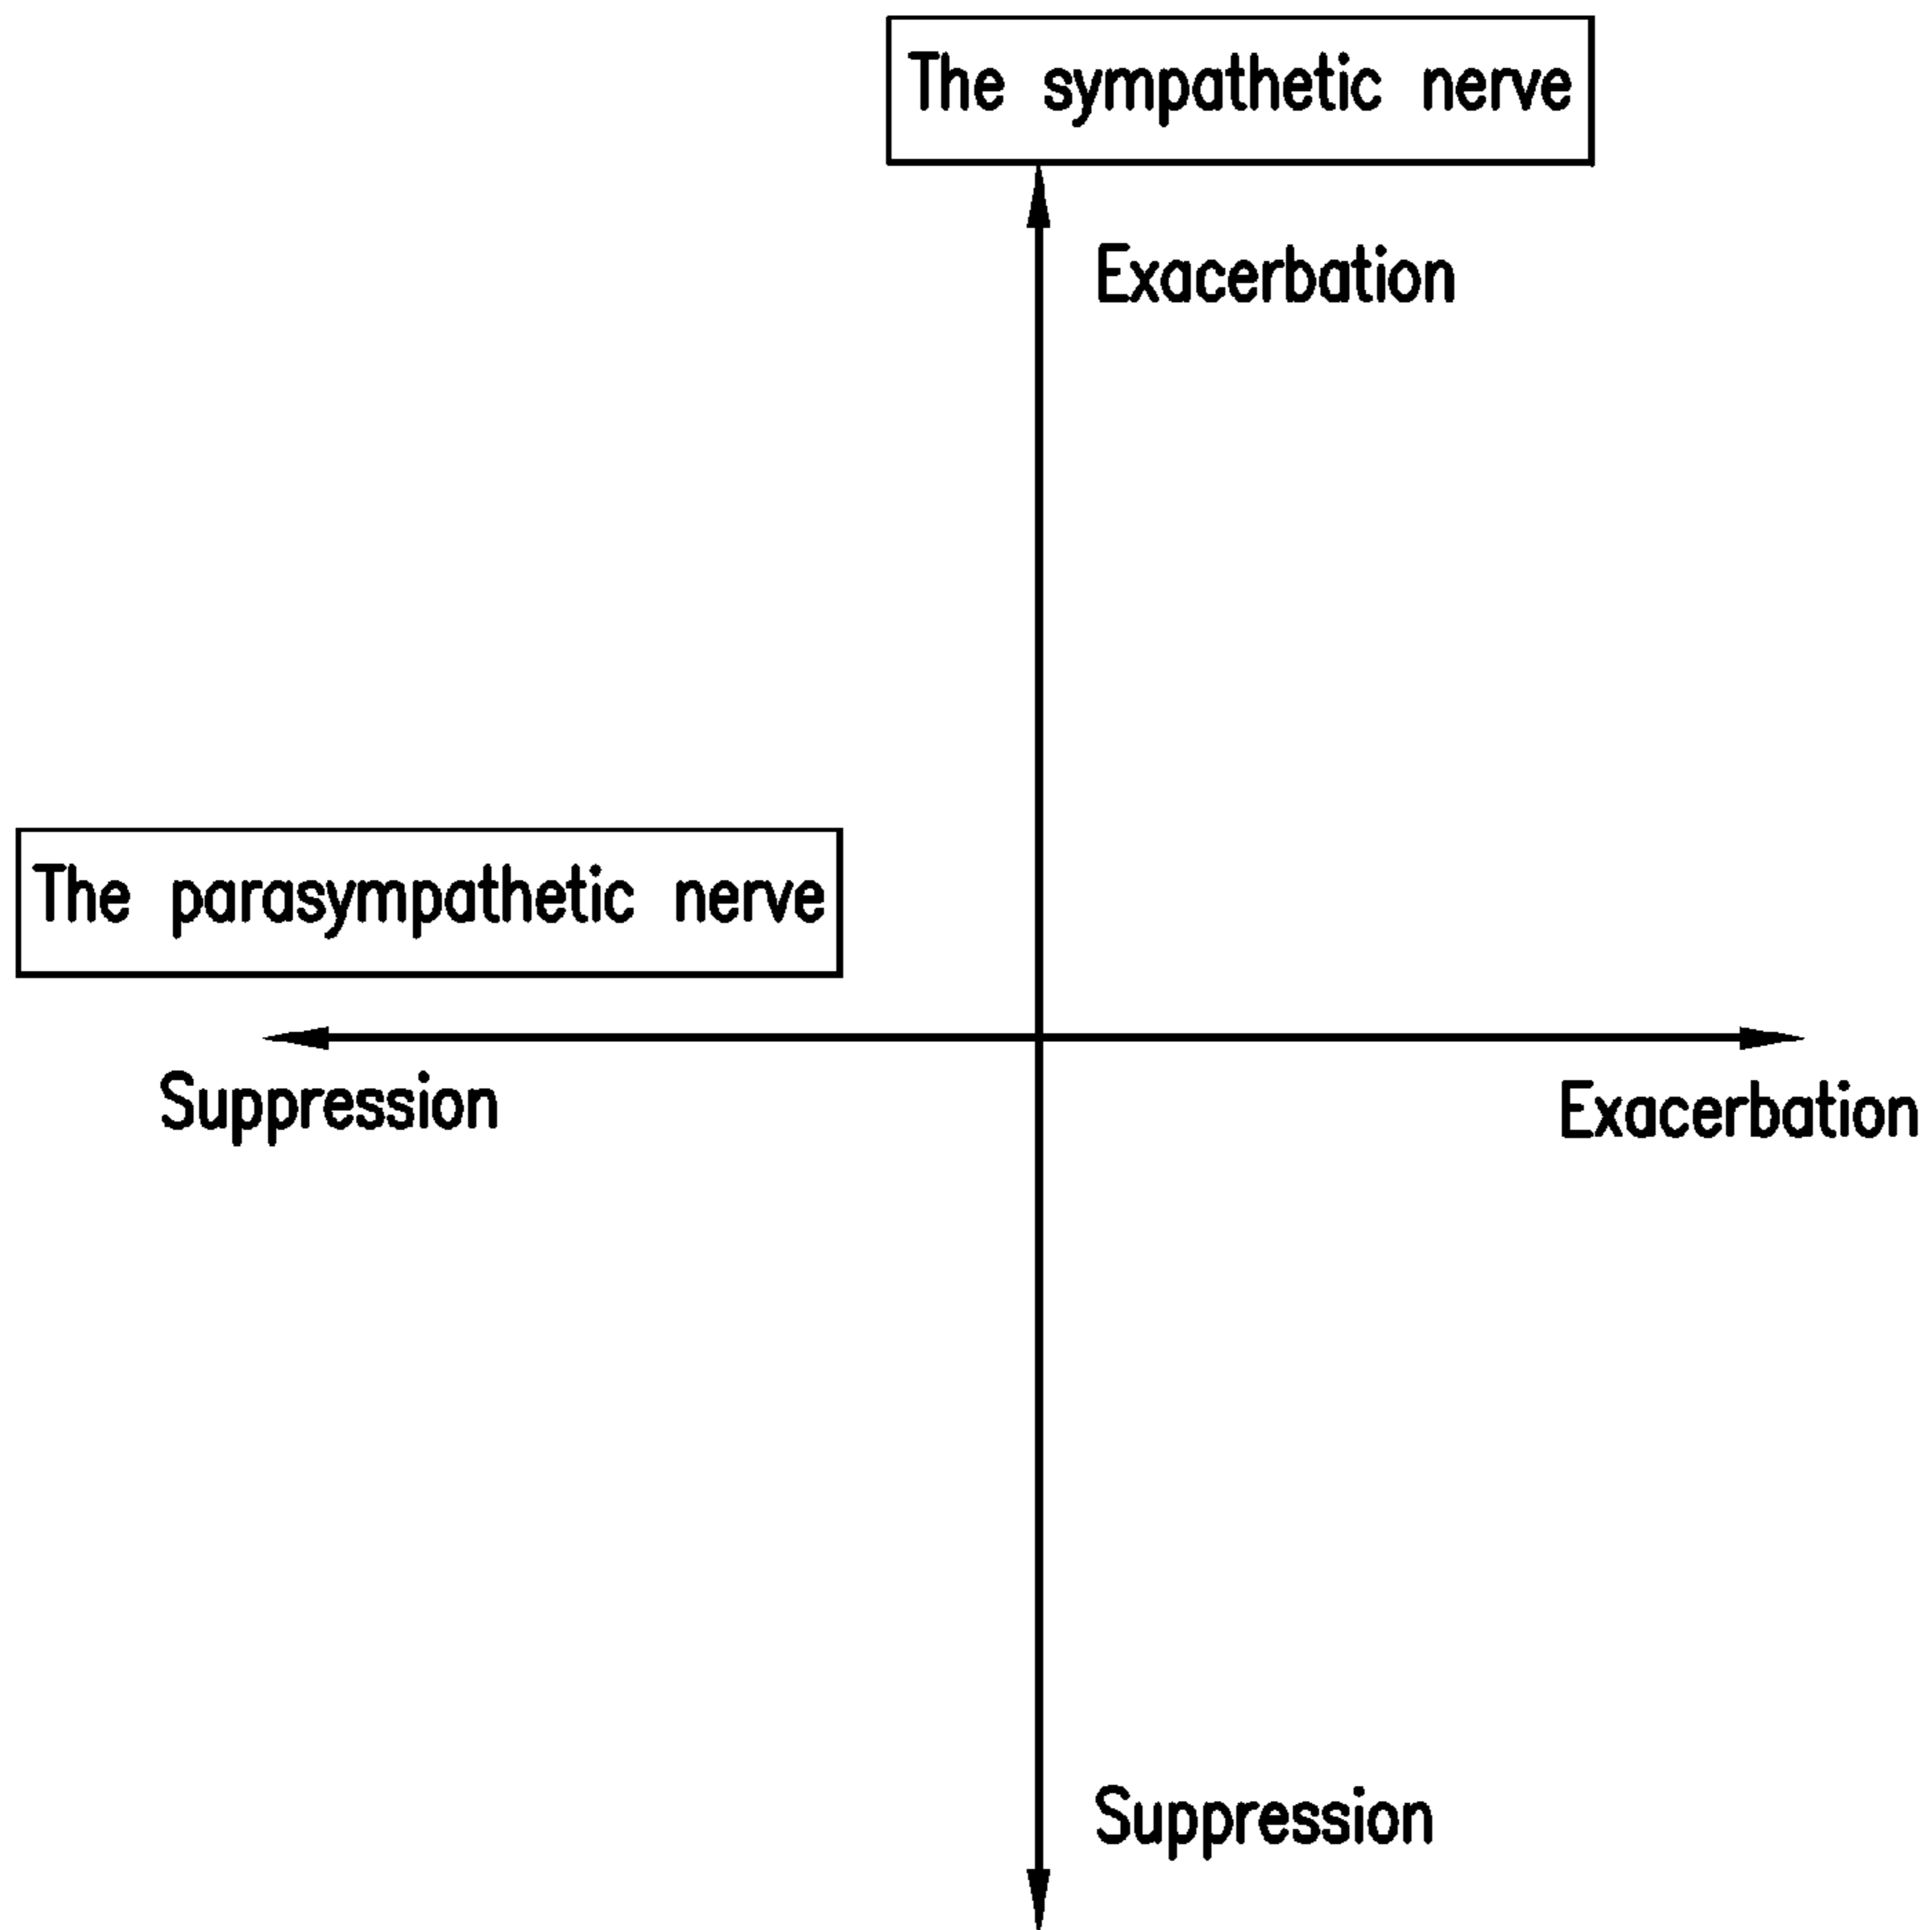 The sympathetic nerve
Exacerbation
The parasympathetic nerve
Suppression
Exacerbation
Suppression